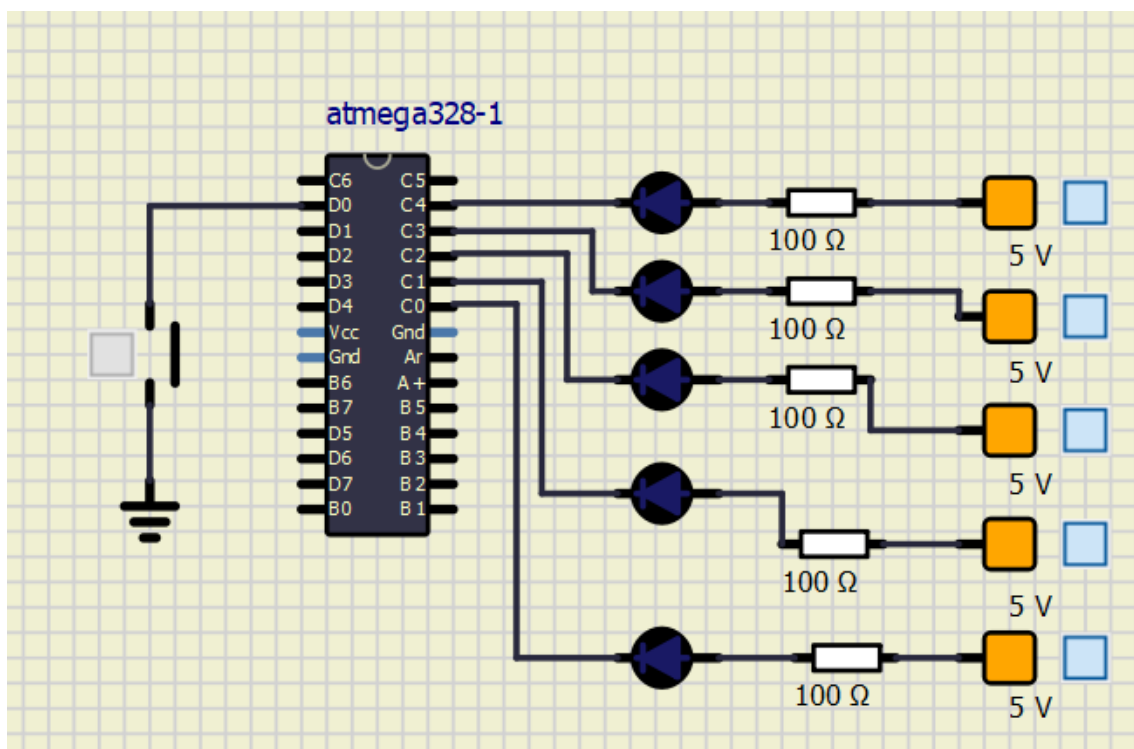 atmega328-1
C6 C5
D0 C4
D1 C3
D2 C2
D3 C1
D4 C0
Vcc Gnd
Gnd Ar
B6 A+
B7 B5
D5 B4
D6 B3
D7 B2
B0 B1
100 Ω
5 V
100 Ω
5 V
100 Ω
5 V
100 Ω
5 V
100 Ω
5 V